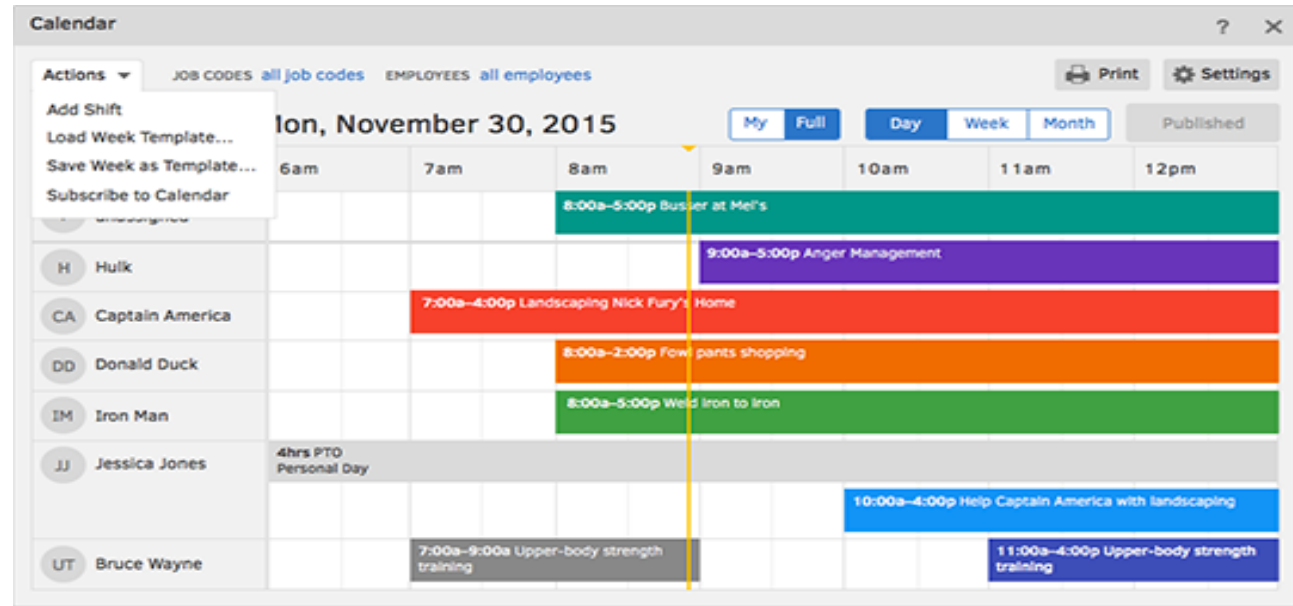 Calendar ? ×
Actions JOB CODES all job codes EMPLOYEES all employees Print Settings
Add Shift
Load Week Template...
Save Week as Template...
Subscribe to Calendar
November 30, 2015 My Full Day Week Month Published
6am 7am 8am 9am 10am 11am 12pm
8:00a–5:00p Busser at Mel's
H Hulk 9:00a–5:00p Anger Management
CA Captain America 7:00a–4:00p Landscaping Nick Fury's Home
DD Donald Duck 8:00a–2:00p Fowl pants shopping
IM Iron Man 8:00a–5:00p Weld Iron to Iron
JJ Jessica Jones 4hrs PTO
Personal Day
10:00a–4:00p Help Captain America with landscaping
UT Bruce Wayne 7:00a–9:00a Upper-body strength
training
11:00a–4:00p Upper-body strength
training